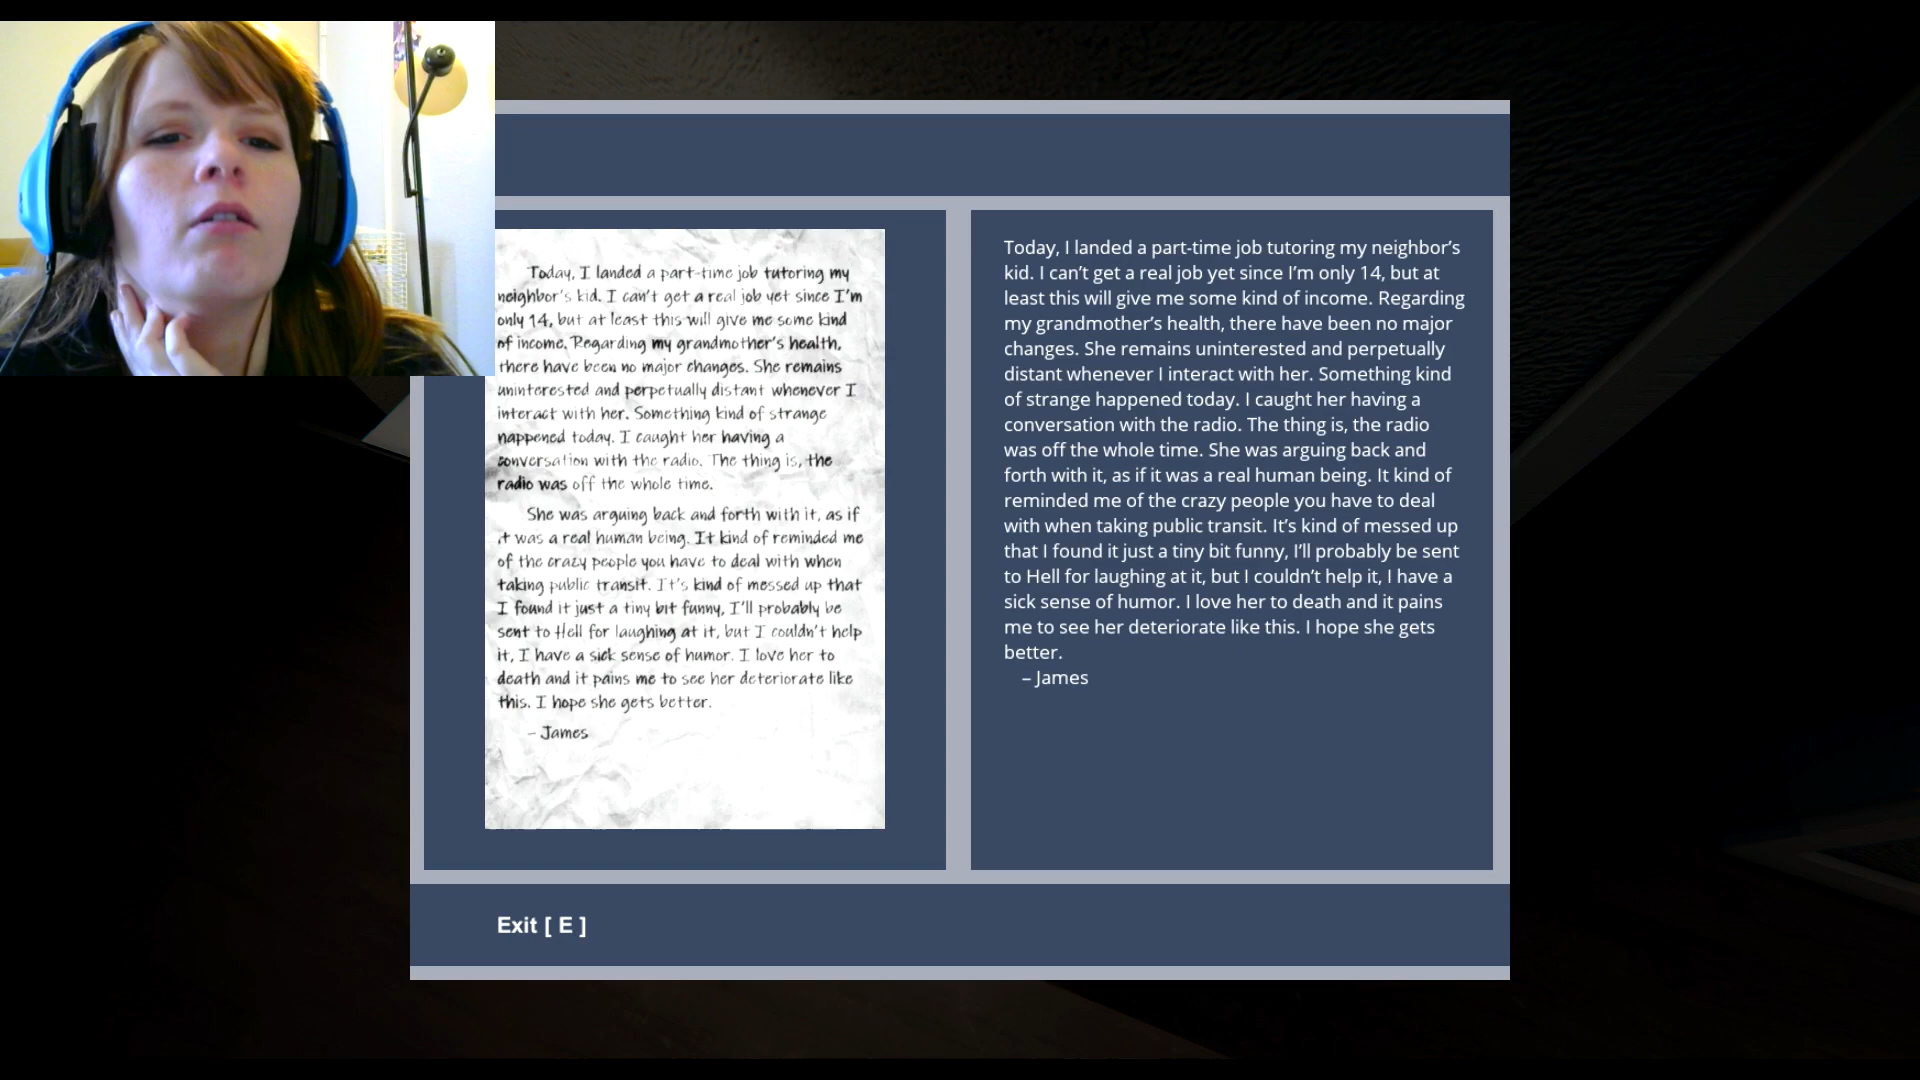 Today, I landed a part-time job tutoring my
neighbor's kid. I can't get a real job yet since I'm
only 14, but at least this will give me some kind
of income. Regarding my grandmother's health,
there have been no major changes. She remains
uninterested and perpetually distant whenever I
interact with her. Something kind of strange
happened today. I caught her having a
conversation with the radio. The thing is, the
radio was off the whole time.
She was arguing back and forth with it, as if
it was a real human being. It kind of reminded me
of the crazy people you have to deal with when
taking public transit. It's kind of messed up that
I found it just a tiny bit funny, I'll probably be
sent to Hell for laughing at it, but I couldn't help
it, I have a sick sense of humor. I love her to
death and it pains me to see her deteriorate like
this. I hope she gets better.
– James
Today, I landed a part-time job tutoring my neighbor’s
kid. I can’t get a real job yet since I’m only 14, but at
least this will give me some kind of income. Regarding
my grandmother’s health, there have been no major
changes. She remains uninterested and perpetually
distant whenever I interact with her. Something kind
of strange happened today. I caught her having a
conversation with the radio. The thing is, the radio
was off the whole time. She was arguing back and
forth with it, as if it was a real human being. It kind of
reminded me of the crazy people you have to deal
with when taking public transit. It’s kind of messed up
that I found it just a tiny bit funny, I’ll probably be sent
to Hell for laughing at it, but I couldn’t help it, I have a
sick sense of humor. I love her to death and it pains
me to see her deteriorate like this. I hope she gets
better.
– James
Exit [ E ]